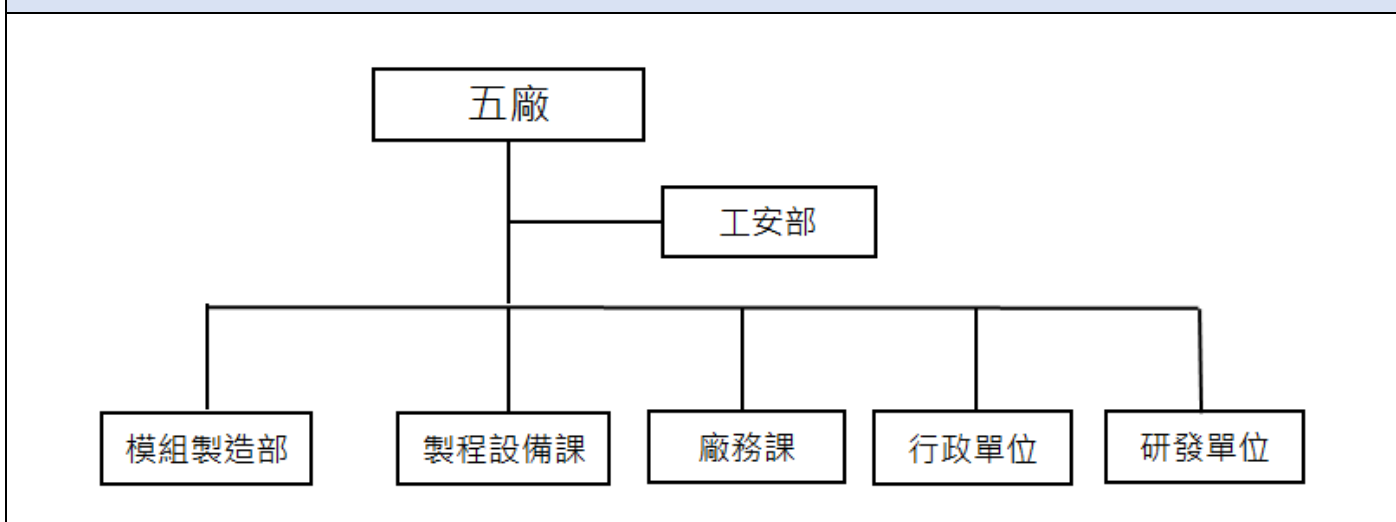 五廠
工安部
模組製造部
製程設備課
廠務課
行政單位
研發單位